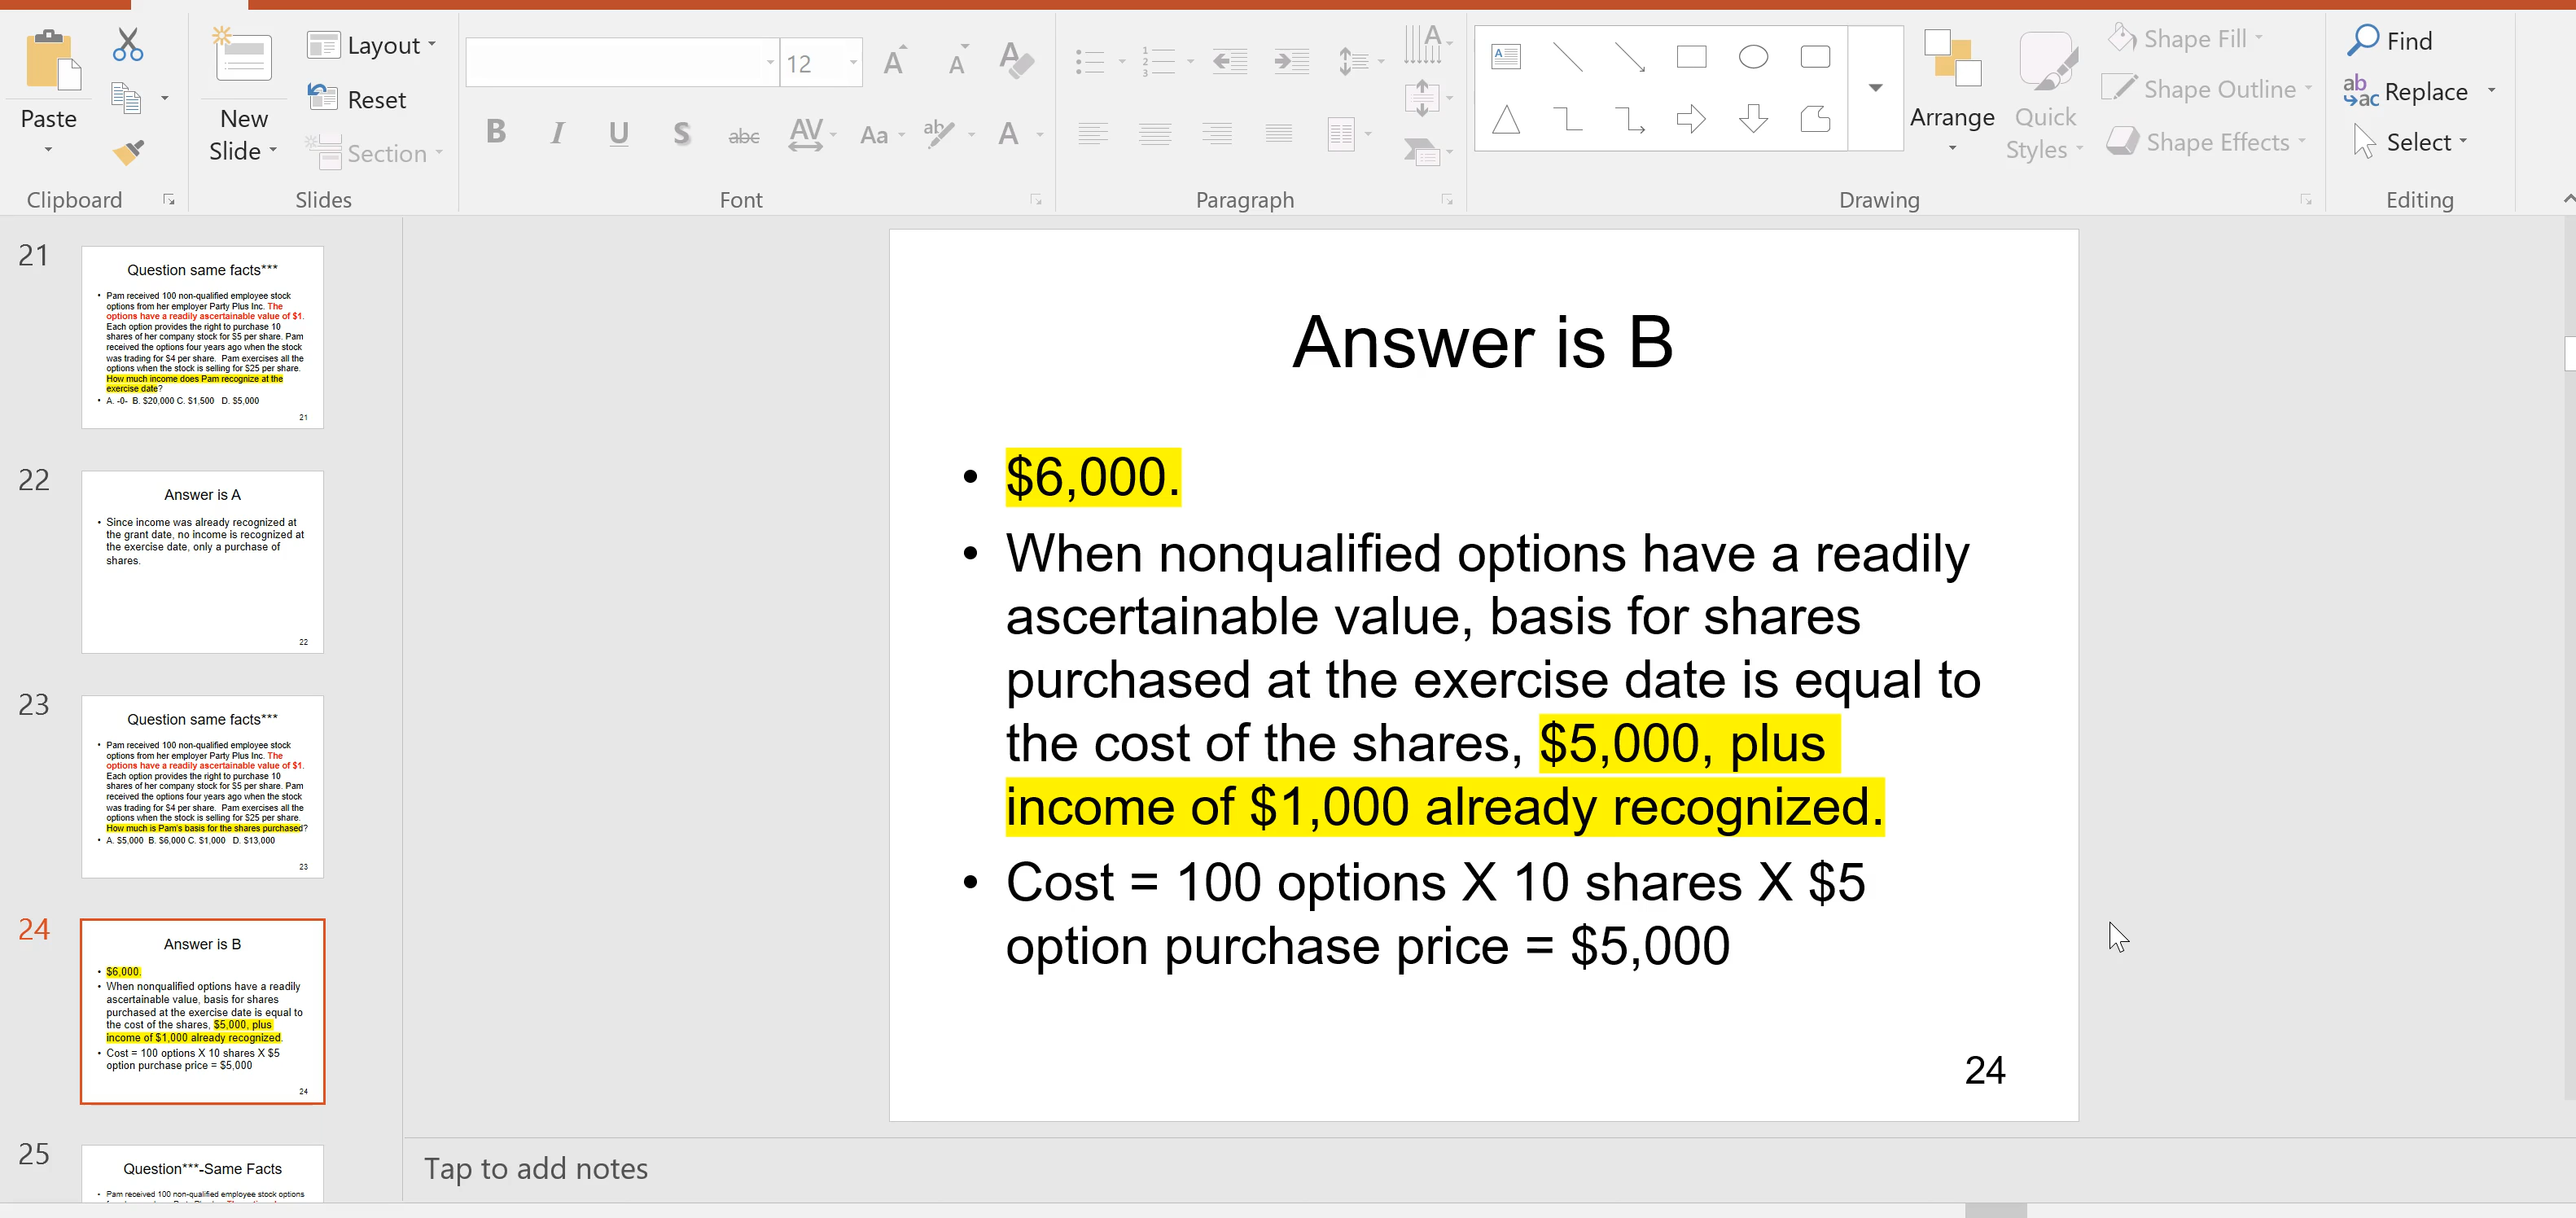 Paste
New
Slide
Layout
Reset
Section
12
A
A
A
B
I
U
S
abc
AV
Aa
ab
A
A
A
Arrange
Quick
Styles
Shape Fill
Shape Outline
Shape Effects
Find
ab
ac
Replace
Select
Clipboard
Slides
Font
Paragraph
Drawing
Editing
21
Question same facts***
• Pam received 100 non-qualified employee stock
options from her employer Party Plus Inc. The
options have a readily ascertainable value of $1.
Each option provides the right to purchase 10
shares of her company stock for $5 per share. Pam
received the options four years ago when the stock
was trading for $4 per share. Pam exercises all the
options when the stock is selling for $25 per share.
How much income does Pam recognize at the
exercise date?
• A. -0- B. $20,000 C. $1,500 D. $5,000
21
22
Answer is A
• Since income was already recognized at
the grant date, no income is recognized at
the exercise date, only a purchase of
shares.
22
23
Question same facts***
• Pam received 100 non-qualified employee stock
options from her employer Party Plus Inc. The
options have a readily ascertainable value of $1.
Each option provides the right to purchase 10
shares of her company stock for $5 per share. Pam
received the options four years ago when the stock
was trading for $4 per share. Pam exercises all the
options when the stock is selling for $25 per share.
How much is Pam's basis for the shares purchased?
• A. $5,000 B. $6,000 C. $1,000 D. $13,000
23
24
Answer is B
• $6,000.
• When nonqualified options have a readily
ascertainable value, basis for shares
purchased at the exercise date is equal to
the cost of the shares, $5,000, plus
income of $1,000 already recognized.
• Cost = 100 options X 10 shares X $5
option purchase price = $5,000
24
25
Question***-Same Facts
• Pam received 100 non-qualified employee stock options
Answer is B
• $6,000.
• When nonqualified options have a readily
ascertainable value, basis for shares
purchased at the exercise date is equal to
the cost of the shares, $5,000, plus
income of $1,000 already recognized.
• Cost = 100 options X 10 shares X $5
option purchase price = $5,000
24
Tap to add notes